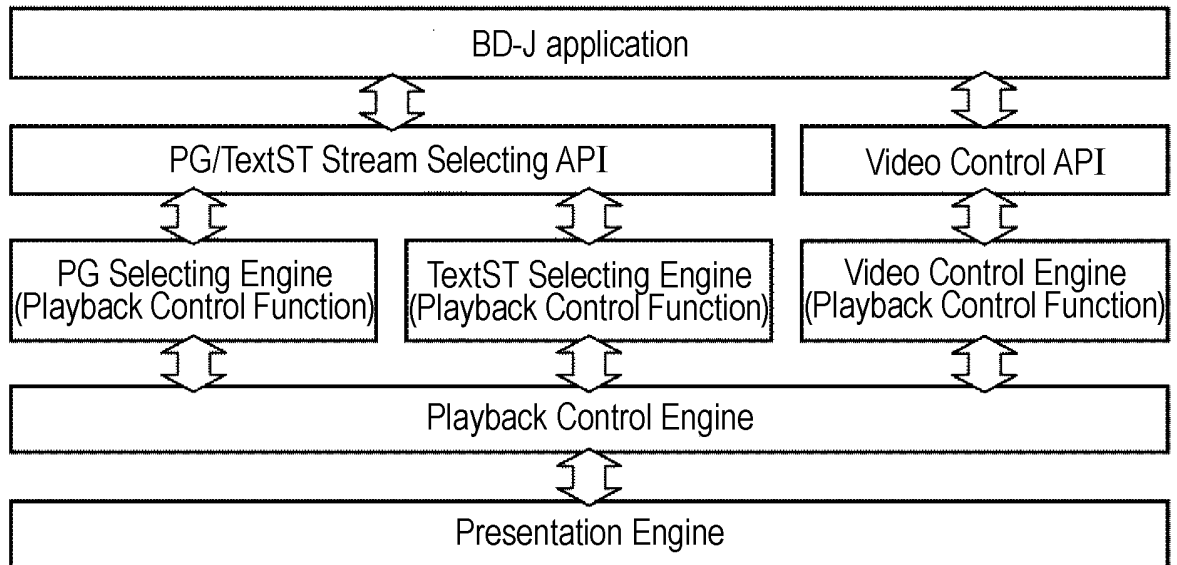 BD-J application
PG/TextST Stream Selecting API
Video Control API
PG Selecting Engine
(Playback Control Function)
TextST Selecting Engine
(Playback Control Function)
Video Control Engine
(Playback Control Function)
Playback Control Engine
Presentation Engine